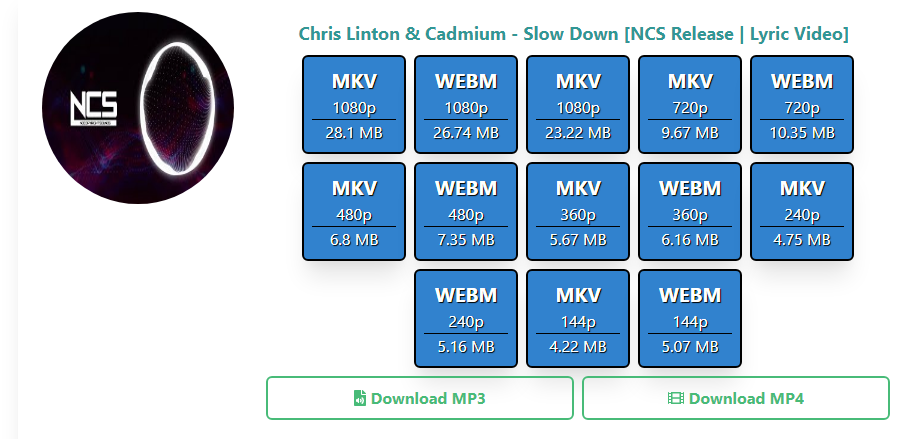 NCS
Chris Linton & Cadmium - Slow Down [NCS Release | Lyric Video]
MKV
1080p
28.1 MB
WEBM
1080p
26.74 MB
MKV
1080p
23.22 MB
MKV
720p
9.67 MB
WEBM
720p
10.35 MB
MKV
480p
6.8 MB
WEBM
480p
7.35 MB
MKV
360p
5.67 MB
WEBM
360p
6.16 MB
MKV
240p
4.75 MB
WEBM
240p
5.16 MB
MKV
144p
4.22 MB
WEBM
144p
5.07 MB
Download MP3
Download MP4